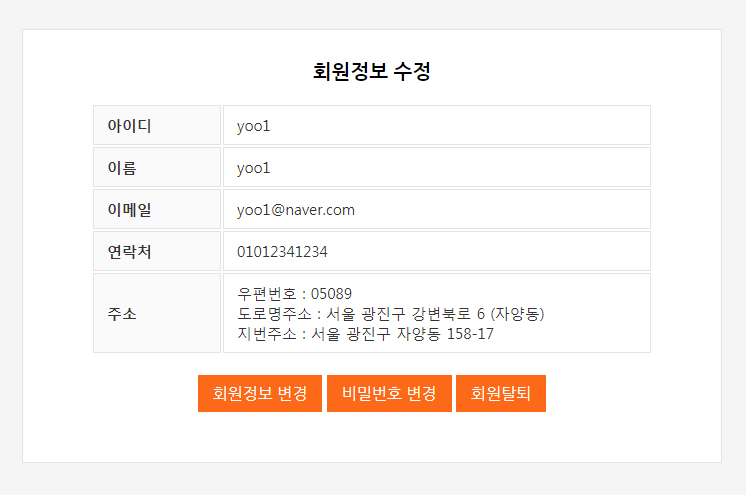 회원정보 수정
아이디 yoo1
이름 yoo1
이메일 yoo1@naver.com
연락처 01012341234
주소
우편번호 : 05089
도로명주소 : 서울 광진구 강변북로 6 (자양동)
지번주소 : 서울 광진구 자양동 158-17
회원정보 변경 비밀번호 변경 회원탈퇴